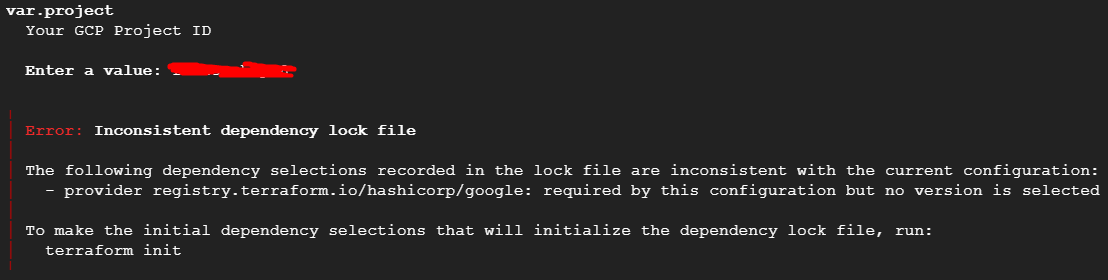 var.project
Your GCP Project ID
Enter a value:
Error: Inconsistent dependency lock file
The following dependency selections recorded in the lock file are inconsistent with the current configuration:
- provider registry.terraform.io/hashicorp/google: required by this configuration but no version is selected
To make the initial dependency selections that will initialize the dependency lock file, run:
terraform init